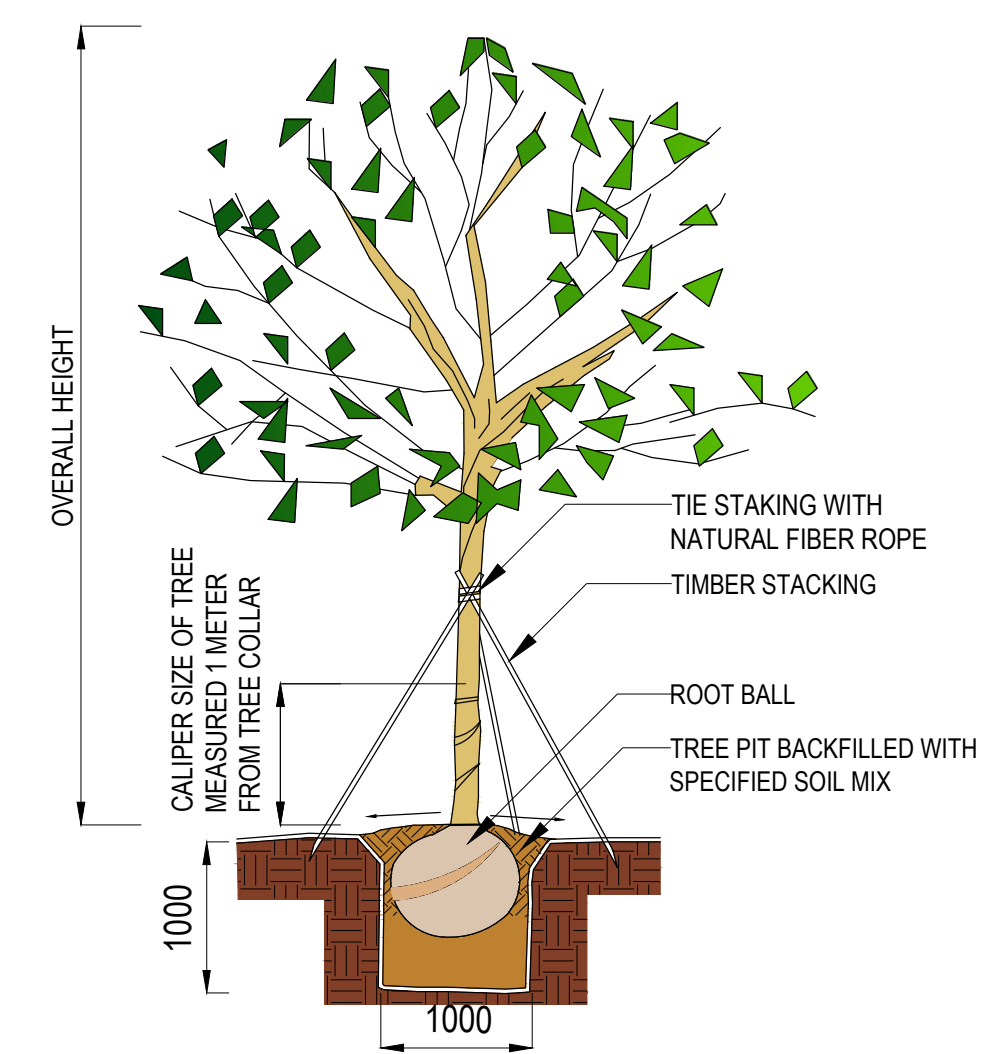 OVERALL HEIGHT
CALIPER SIZE OF TREE
MEASURED 1 METER
FROM TREE COLLAR
TIE STAKING WITH
NATURAL FIBER ROPE
TIMBER STACKING
ROOT BALL
TREE PIT BACKFILLED WITH
SPECIFIED SOIL MIX
1000
1000